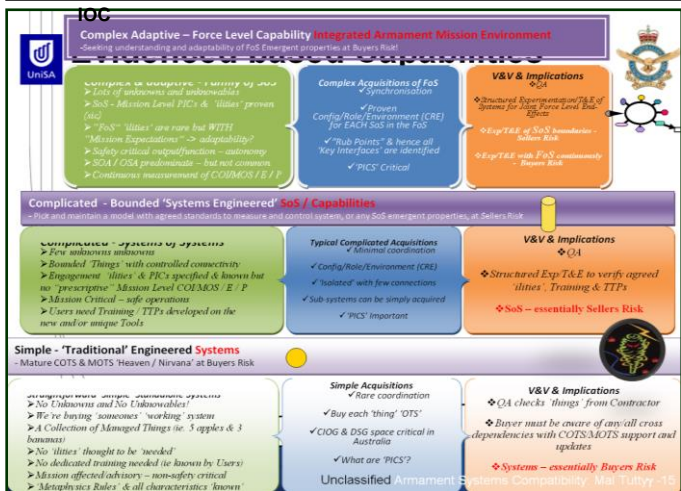 IOC
Complex Adaptive – Force Level Capability Integrated Armament Mission Environment
-Seeking understanding and adaptability of FoS Emergent properties at Buyers Risk!
Evidenced based Capabilities
UniSA
Complex & adaptive - Family of SoS
➤Lots of unknowns and unknowables
➤SoS - Mission Level PICs & 'ilities' proven
(sic)
➤"FoS" 'ilities' are rare but WITH
"Mission Expectations" -> adaptability?
➤Safety critical output/function – autonomy
➤SOA / OSA predominate – but not common
➤Continuous measurement of COI/MOS / E / P
Complex Acquisitions of FoS
✓Synchronisation
✓Proven
Config/Role/Environment (CRE)
for EACH SoS in the FoS
✓"Rub Points" & hence all
'Key Interfaces' are identified
✓'PICS' Critical
V&V & Implications
❖QA
❖Structured Experimentation/T&E of
Systems for Joint Force Level End-
Effects
❖Exp/T&E of SoS boundaries -
Sellers Risk
❖Exp/T&E with FoS continuously –
Buyers Risk
Complicated - Bounded 'Systems Engineered' SoS / Capabilities
- Pick and maintain a model with agreed standards to measure and control system, or any SoS emergent properties, at Sellers Risk
Complicated - Systems of Systems
➤Few unknowns unknowns
➤Bounded 'Things' with controlled connectivity
➤Engagement 'ilities' & PICs specified & known but
no "prescriptive" Mission Level COI/MOS / E / P
➤Mission Critical – safe operations
➤Users need Training / TTPs developed on the
new and/or unique Tools
Typical Complicated Acquisitions
✓Minimal coordination
✓Config/Role/Environment (CRE)
✓'Isolated' with few connections
✓Sub-systems can be simply acquired
✓'PICS' Important
V&V & Implications
❖QA
❖Structured Exp/T&E to verify agreed
'ilities', Training & TTPs
❖SoS – essentially Sellers Risk
Simple - 'Traditional' Engineered Systems
- Mature COTS & MOTS 'Heaven / Nirvana' at Buyers Risk
Straightforward 'Simple' Standalone Systems
➤No Unknowns and No Unknowables!
➤We're buying 'someones' 'working' system
➤A Collection of Managed Things (ie. 5 apples & 3
bananas)
➤No 'ilities' thought to be 'needed'
➤No dedicated training needed (ie known by Users)
➤Mission affected/advisory – non-safety critical
➤'Metaphysics Rules' & all characteristics 'known'
Simple Acquisitions
✓Rare coordination
✓Buy each 'thing' 'OTS'
✓CIOG & DSG space critical in
Australia
✓What are 'PICS'?
V&V & Implications
❖QA checks 'things' from Contractor
❖Buyer must be aware of any/all cross
dependencies with COTS/MOTS support and
updates
❖Systems – essentially Buyers Risk
Unclassified Armament Systems Compatibility: Mal Tuttyy -15